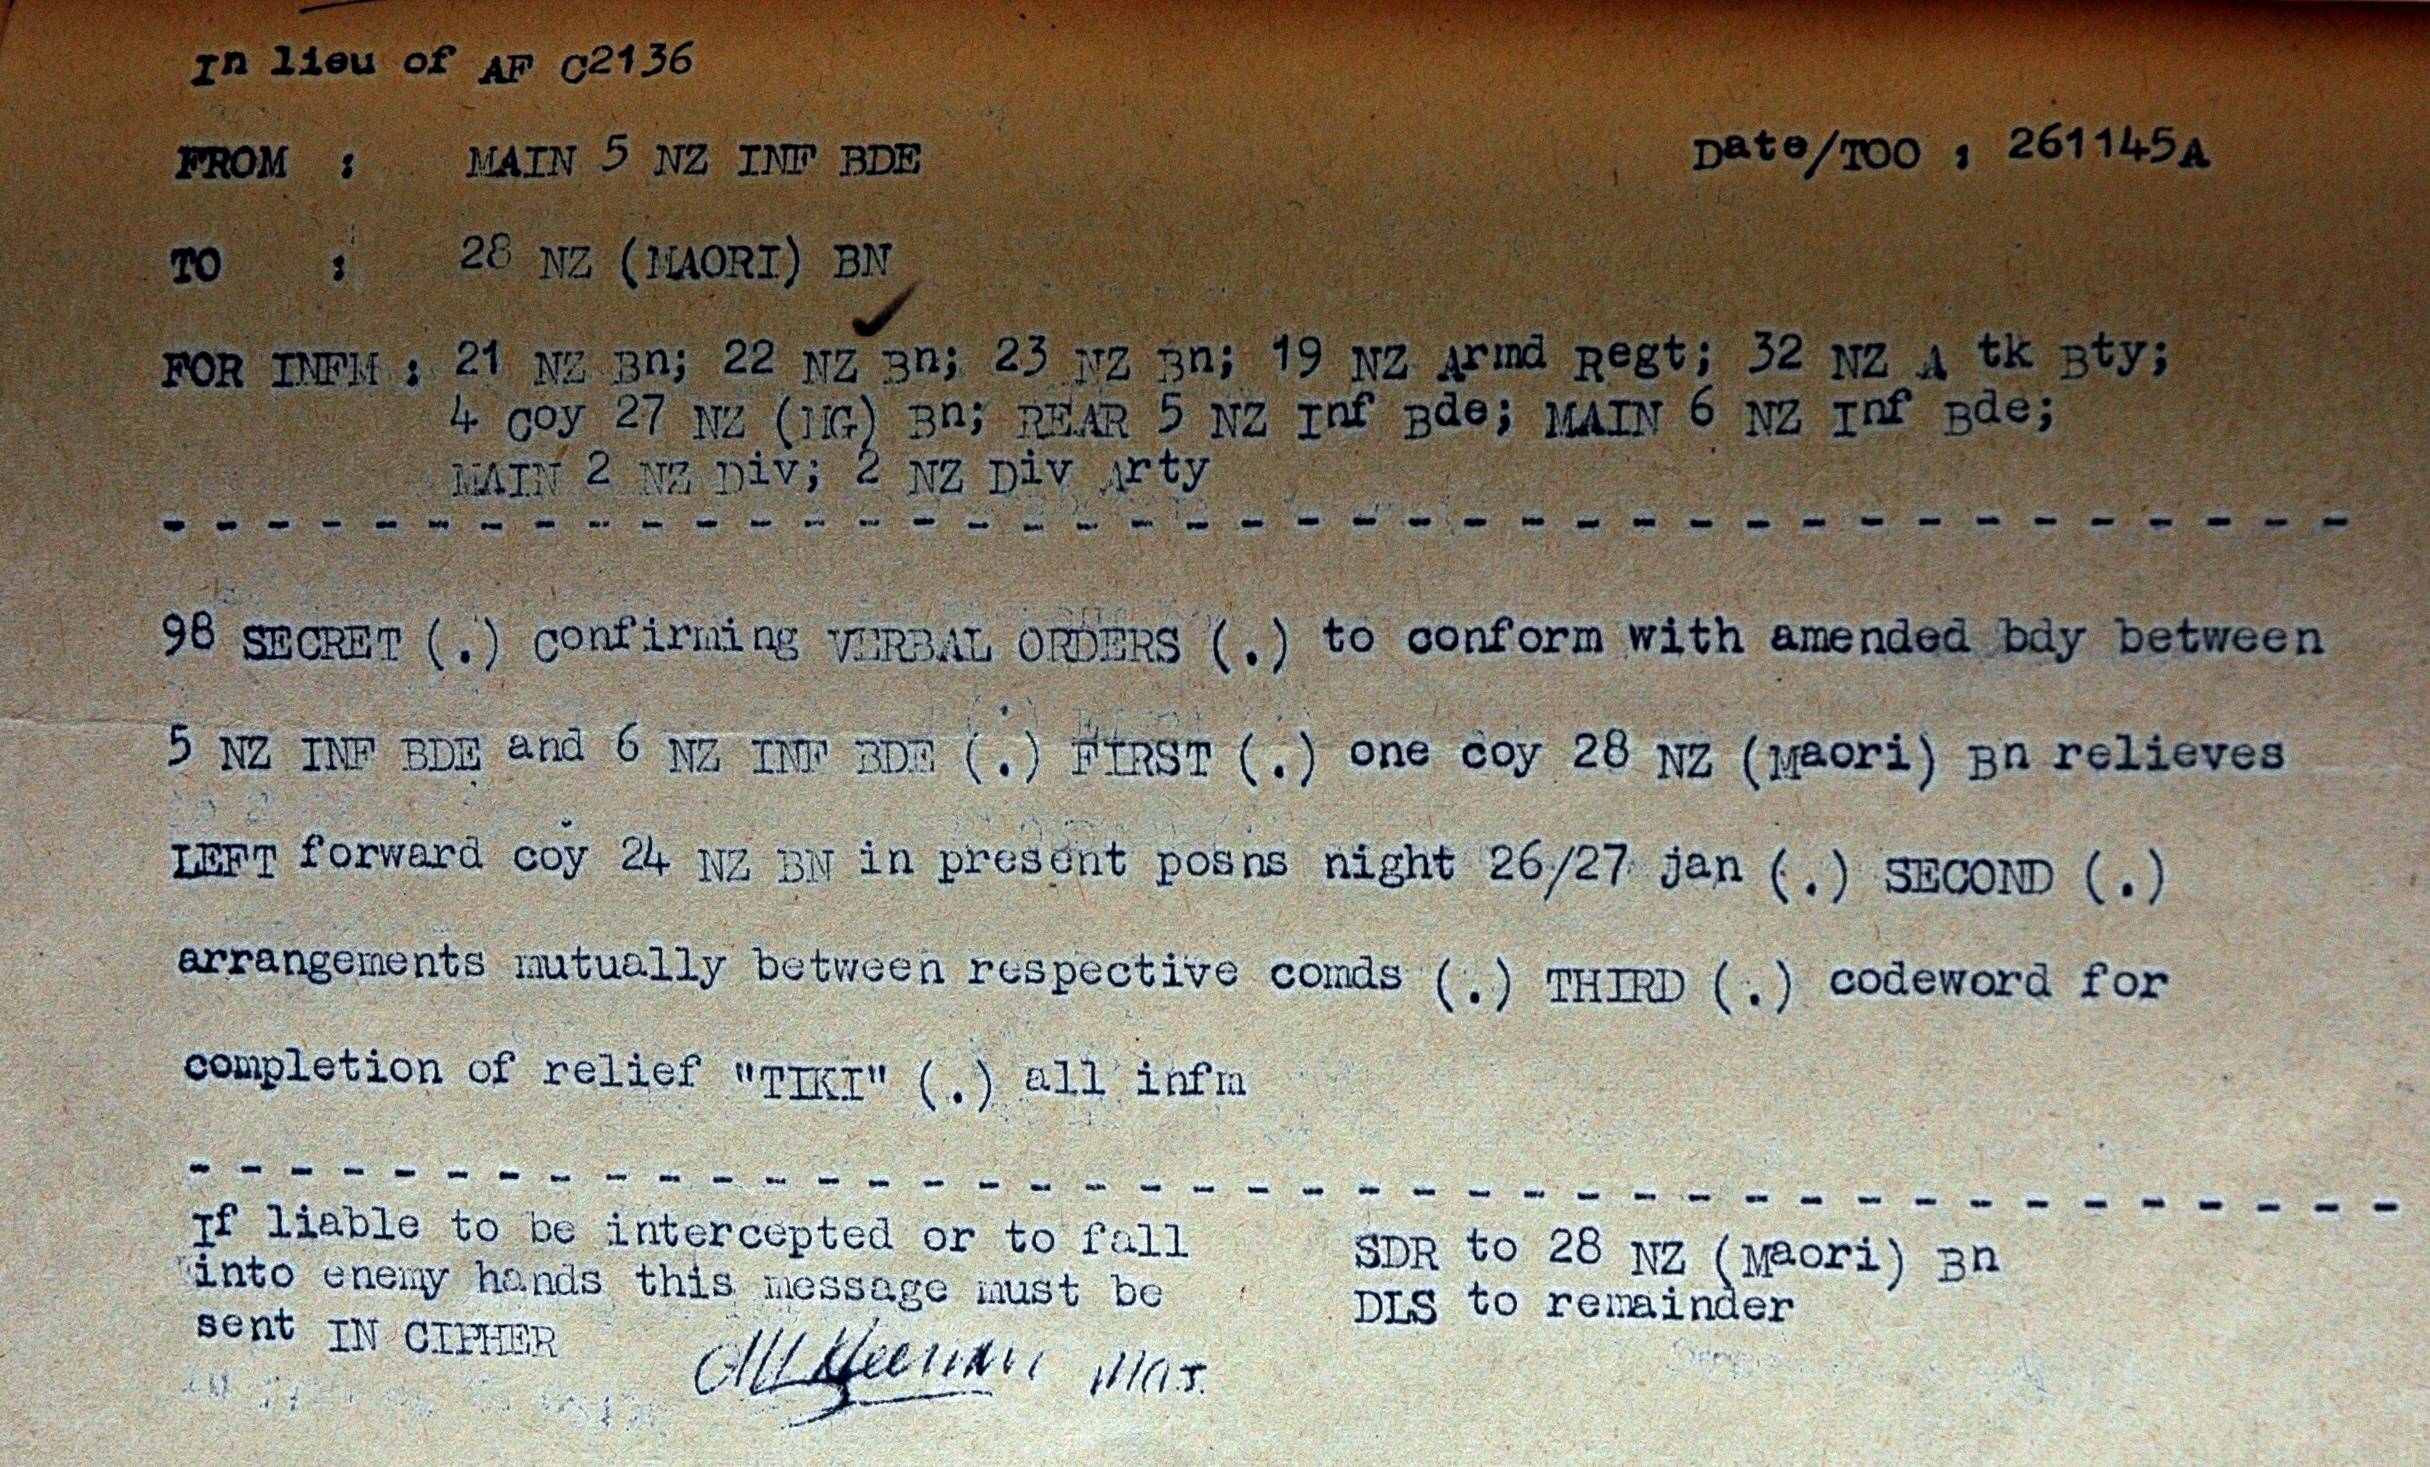 In lieu of AF C2136
FROM : MAIN 5 NZ INF BDE Date/TOO : 261145A
TO : 28 NZ (MAORI) BN
FOR INFM : 21 NZ Bn; 22 NZ Bn; 23 NZ Bn; 19 NZ Armd Regt; 32 NZ A tk Bty;
4 Coy 27 NZ (MG) Bn; REAR 5 NZ Inf Bde; MAIN 6 NZ Inf Bde;
MAIN 2 NZ Div; 2 NZ Div Arty
98 SECRET (.) Confirming VERBAL ORDERS (.) to conform with amended bdy between
5 NZ INF BDE and 6 NZ INF BDE (.) FIRST (.) one coy 28 NZ (Maori) Bn relieves
LEFT forward coy 24 NZ BN in present posns night 26/27 jan (.) SECOND (.)
arrangements mutually between respective comds (.) THIRD (.) codeword for
completion of relief "TIKI" (.) all infm
If liable to be intercepted or to fall
into enemy hands this message must be
sent IN CIPHER
Maj.
SDR to 28 NZ (Maori) Bn
DLS to remainder